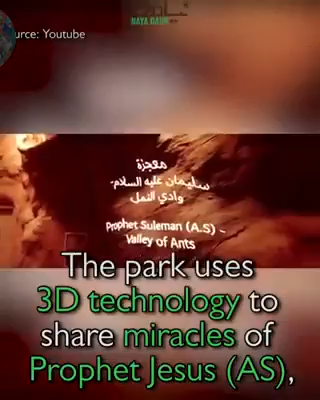 NAYA DAUR
urce: Youtube
معجزة
سليمان عليه السلام-
وادي النمل
Prophet Suleman (A.S) -
Valley of Ants
The park uses
3D technology to
share miracles of
Prophet Jesus (AS),